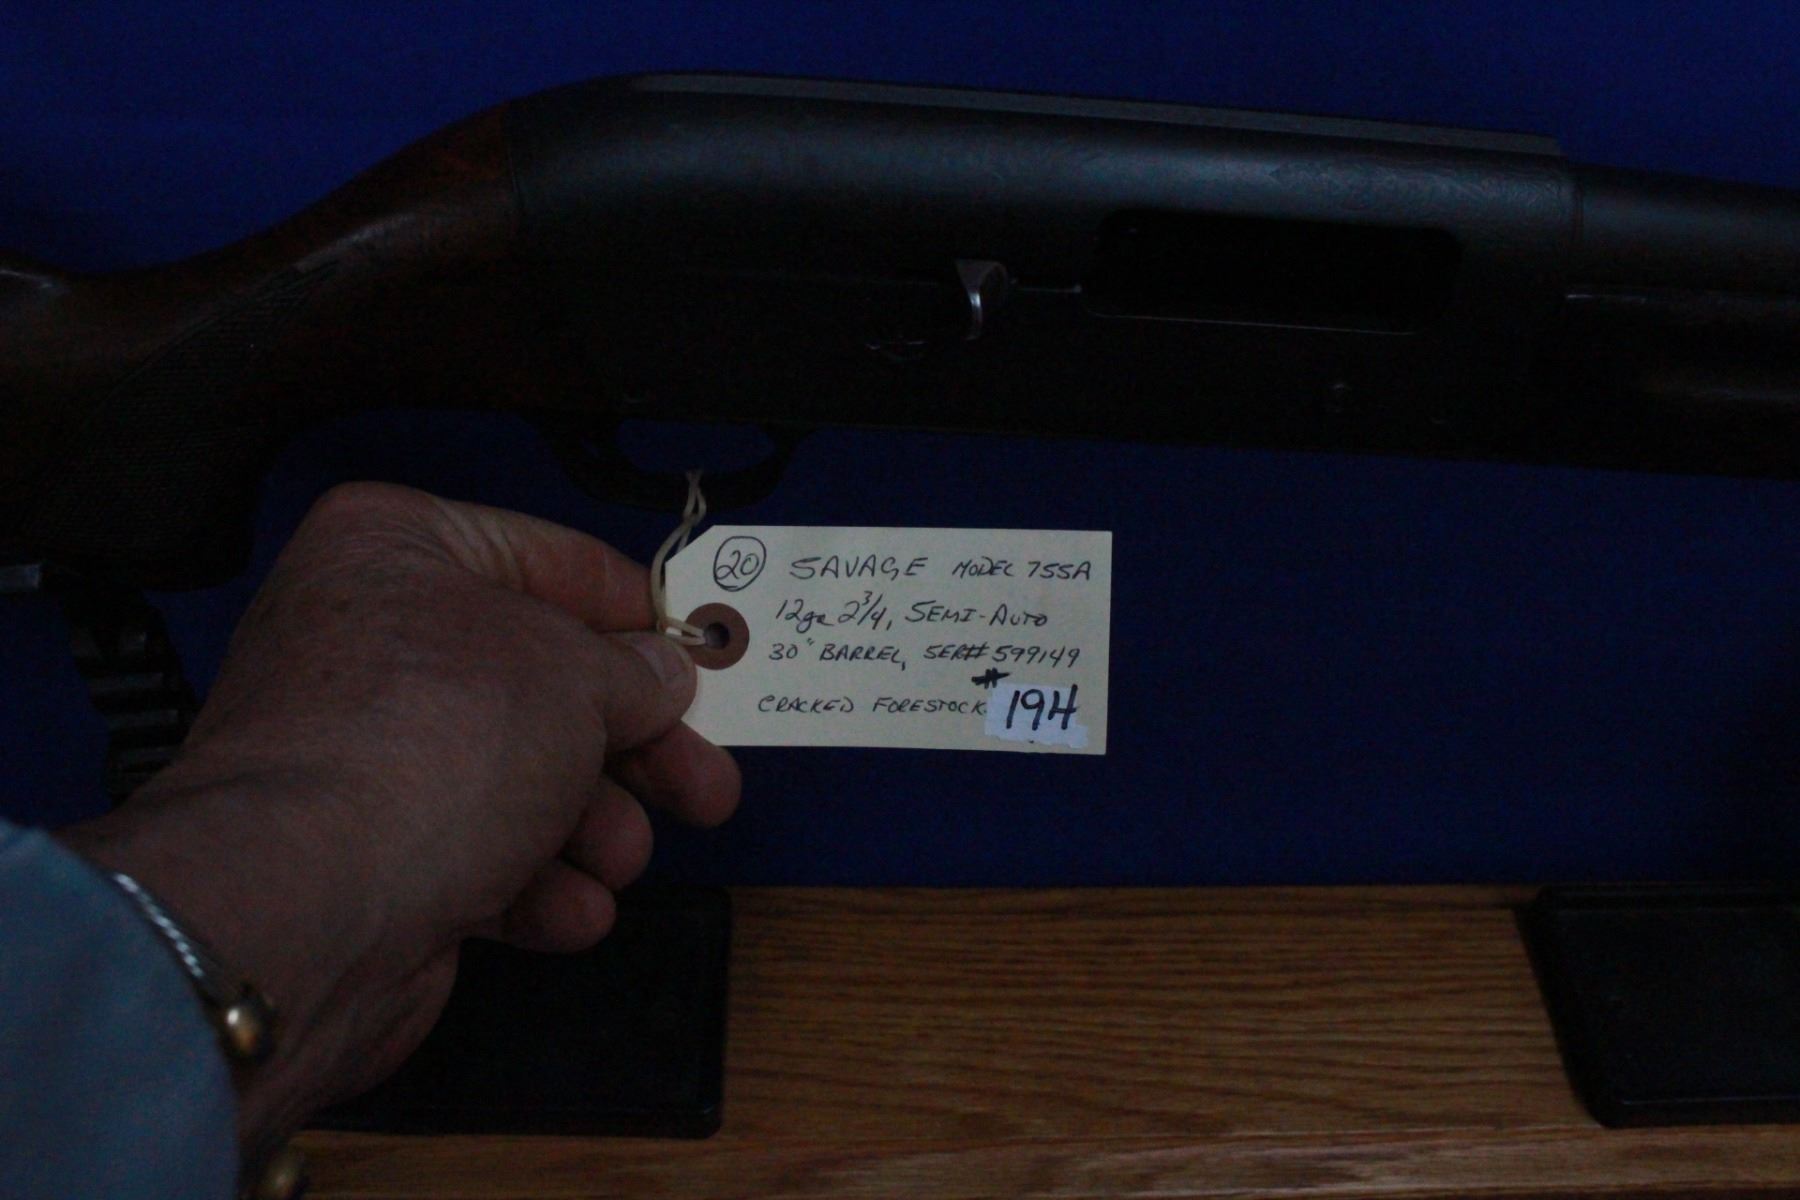 20 SAVAGE MODEL 755A
12ga 2 3/4, SEMI-AUTO
30" BARREL, SER# 599149
#
CRACKED FORESTOCK 194